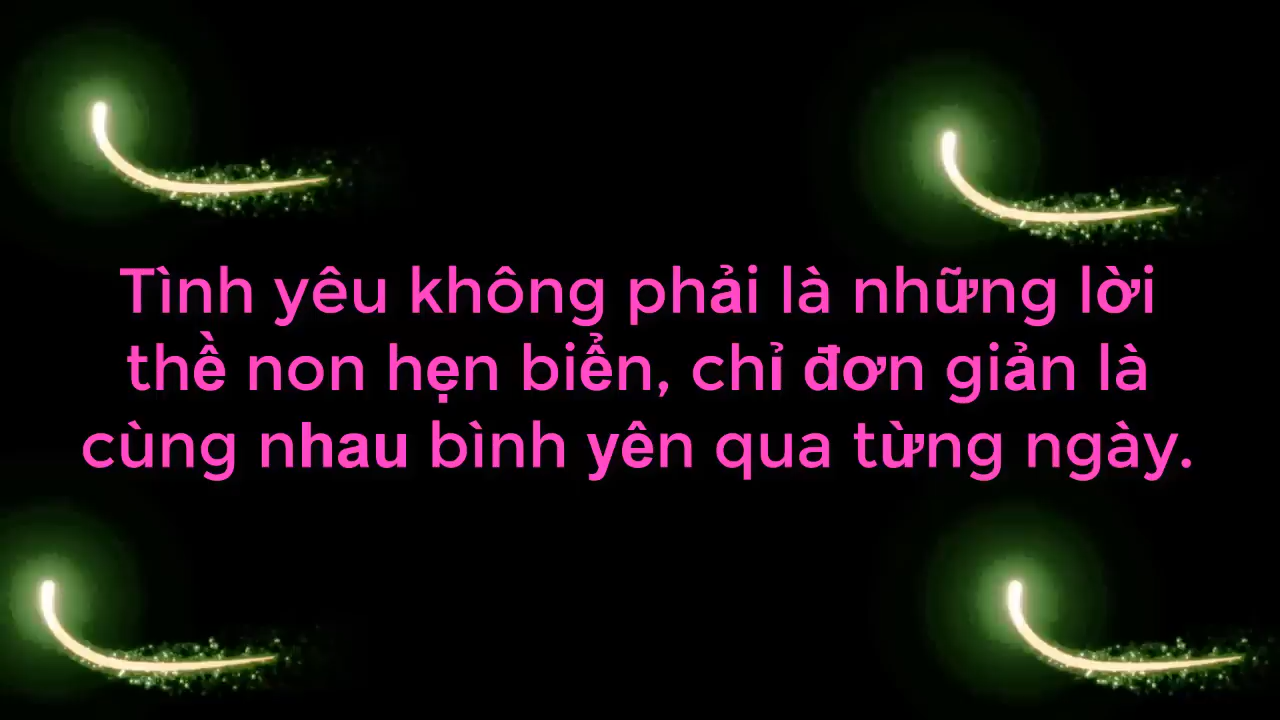 Tình yêu không phải là những lời
thề non hẹn biển, chỉ đơn giản là
cùng nhau bình yên qua từng ngày.